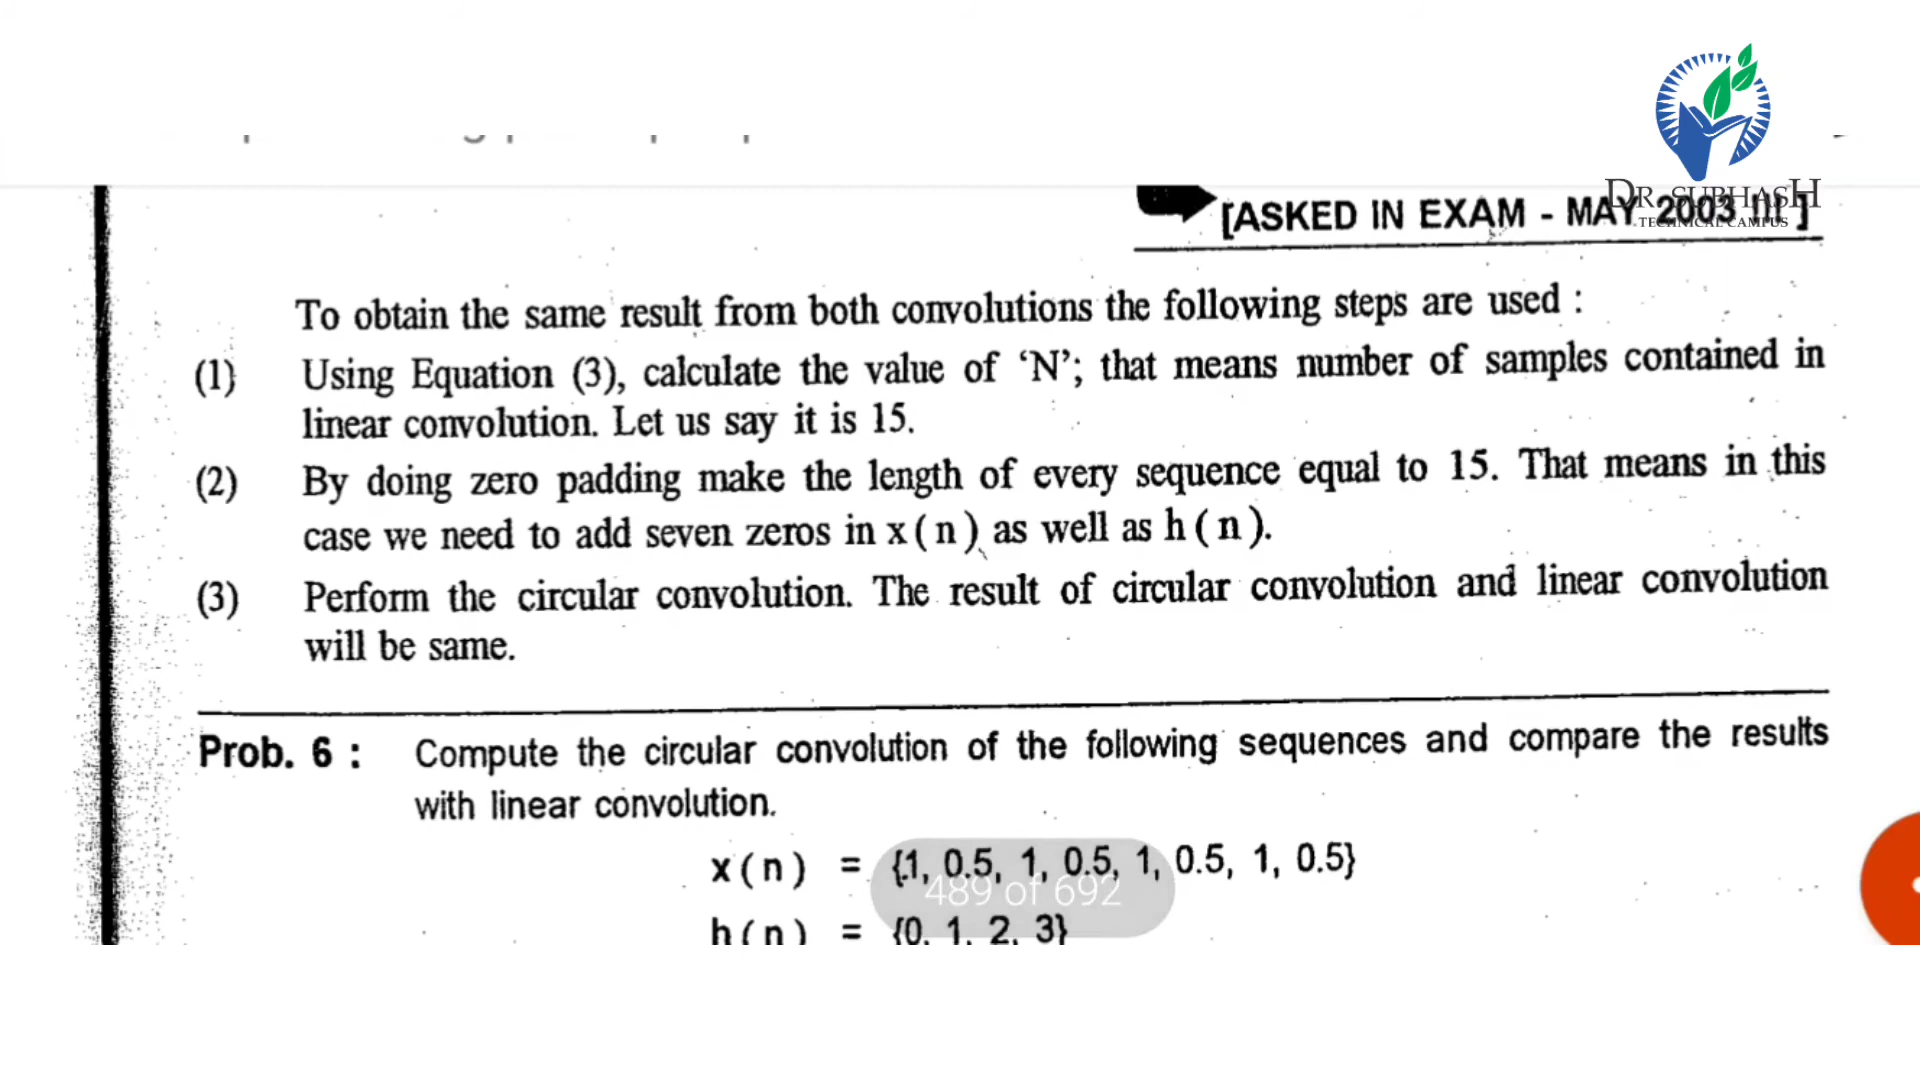 [ASKED IN EXAM - MAY 2003 !!! ]
DR. SUBHASH
TECHNICAL CAMPUS
To obtain the same result from both convolutions the following steps are used :
(1) Using Equation (3), calculate the value of ‘N’; that means number of samples contained in
linear convolution. Let us say it is 15.
(2) By doing zero padding make the length of every sequence equal to 15. That means in this
case we need to add seven zeros in x ( n ) as well as h ( n ).
(3) Perform the circular convolution. The result of circular convolution and linear convolution
will be same.
Prob. 6 : Compute the circular convolution of the following sequences and compare the results
with linear convolution.
x ( n ) = {1, 0.5, 1, 0.5, 1, 0.5, 1, 0.5}
489 of 692
h ( n ) = {0, 1, 2, 3}